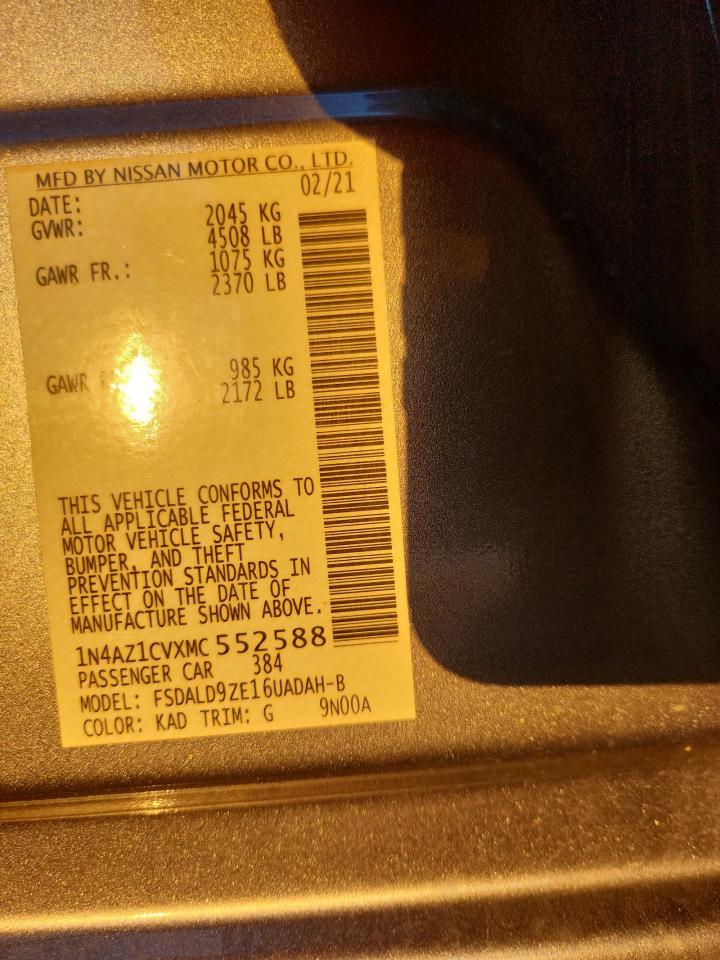 MFD BY NISSAN MOTOR CO., LTD.
DATE: 02/21
GVWR: 2045 KG
4508 LB
GAWR FR.: 1075 KG
2370 LB
GAWR 985 KG
2172 LB
THIS VEHICLE CONFORMS TO
ALL APPLICABLE FEDERAL
MOTOR VEHICLE SAFETY,
BUMPER, AND THEFT
PREVENTION STANDARDS IN
EFFECT ON THE DATE OF
MANUFACTURE SHOWN ABOVE.
1N4AZ1CVXMC552588
PASSENGER CAR 384
MODEL: FSDALD9ZE16UADAH-B
COLOR: KAD TRIM: G 9N00A